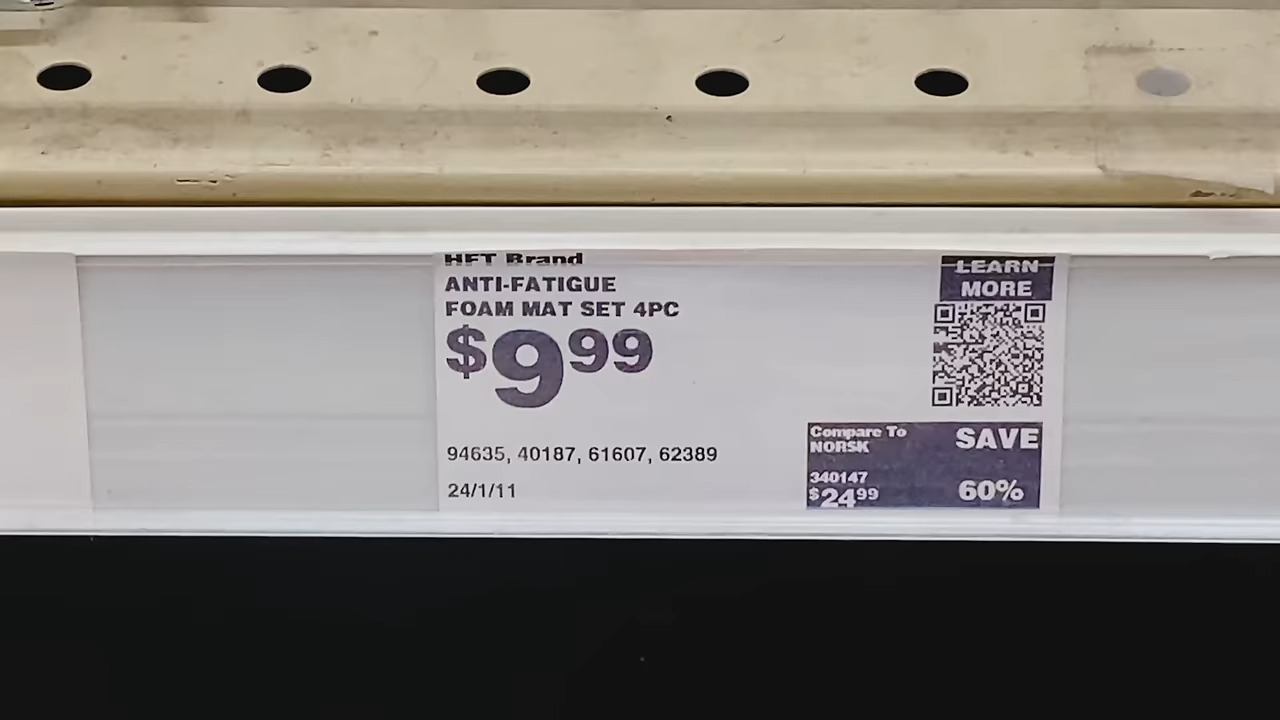 HFT Brand
ANTI-FATIGUE
FOAM MAT SET 4PC
$9 99
94635, 40187, 61607, 62389
24/1/11
LEARN
MORE
Compare To
NORSK
340147
$24 99
SAVE
60%